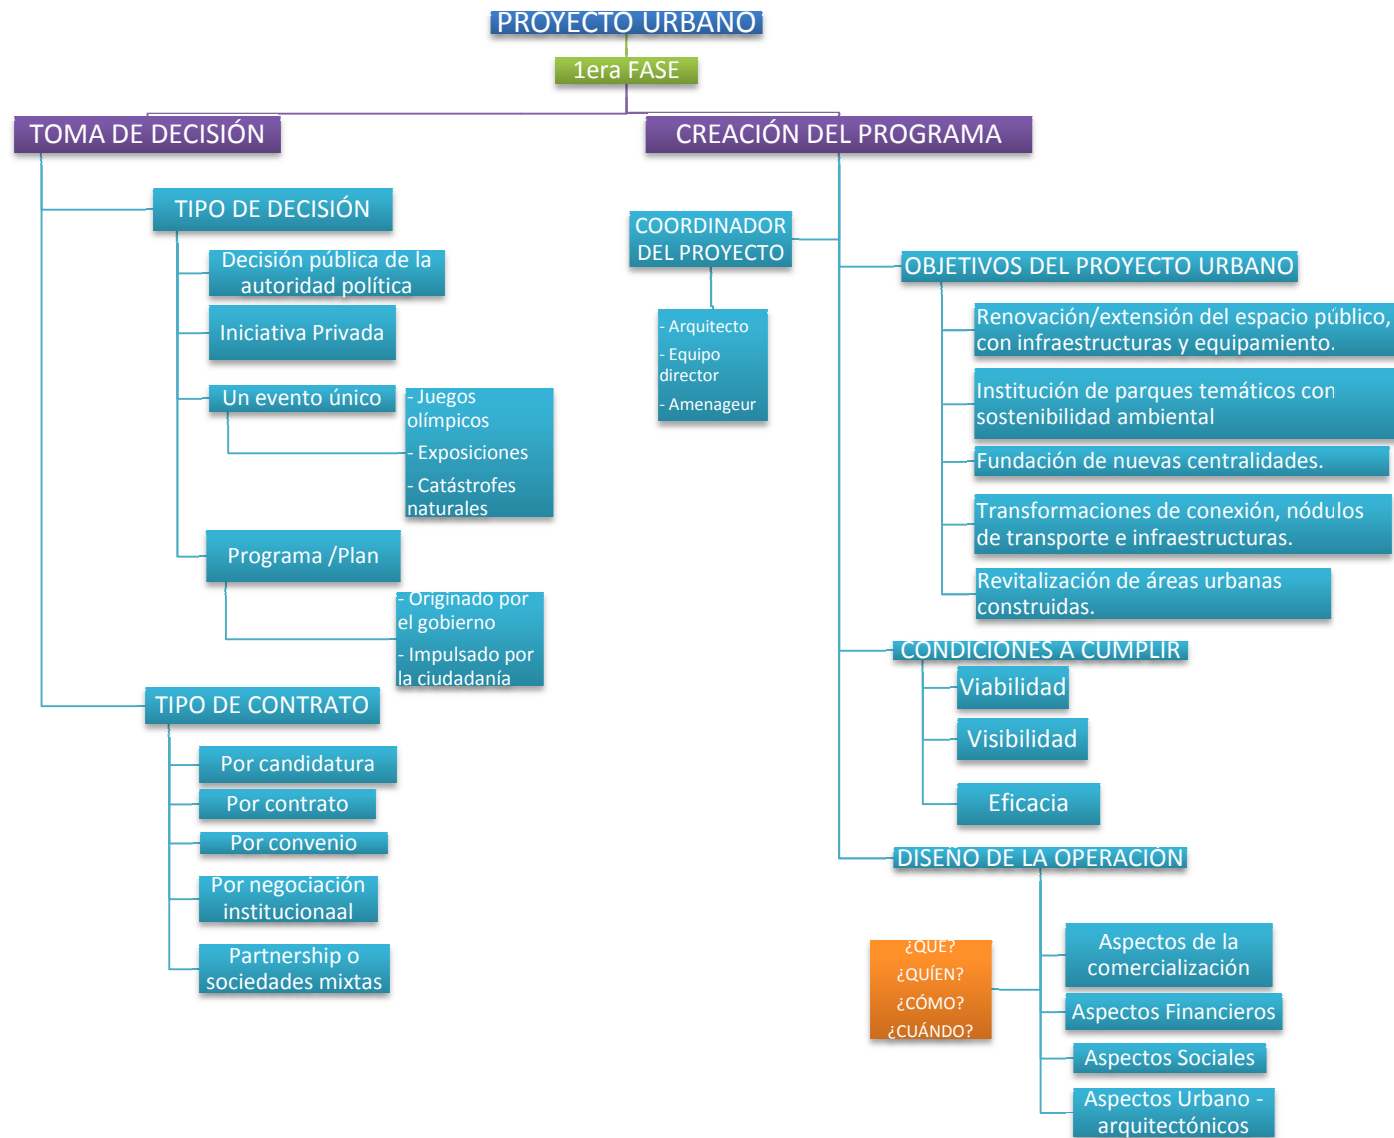 PROYECTO URBANO
1era FASE
TOMA DE DECISIÓN
TIPO DE DECISIÓN
Decisión pública de la
autoridad política
Iniciativa Privada
Un evento único
- Juegos
olímpicos
- Exposiciones
- Catástrofes
naturales
Programa /Plan
- Originado por
el gobierno
- Impulsado por
la ciudadanía
TIPO DE CONTRATO
Por candidatura
Por contrato
Por convenio
Por negociación
institucionaal
Partnership o
sociedades mixtas
CREACIÓN DEL PROGRAMA
COORDINADOR
DEL PROYECTO
- Arquitecto
- Equipo
director
- Amenageur
OBJETIVOS DEL PROYECTO URBANO
Renovación/extensión del espacio público,
con infraestructuras y equipamiento.
Institución de parques temáticos con
sostenibilidad ambiental
Fundación de nuevas centralidades.
Transformaciones de conexión, nódulos
de transporte e infraestructuras.
Revitalización de áreas urbanas
construidas.
CONDICIONES A CUMPLIR
Viabilidad
Visibilidad
Eficacia
DISEÑO DE LA OPERACIÓN
¿QUÉ?
¿QUÍEN?
¿CÓMO?
¿CUÁNDO?
Aspectos de la
comercialización
Aspectos Financieros
Aspectos Sociales
Aspectos Urbano -
arquitectónicos